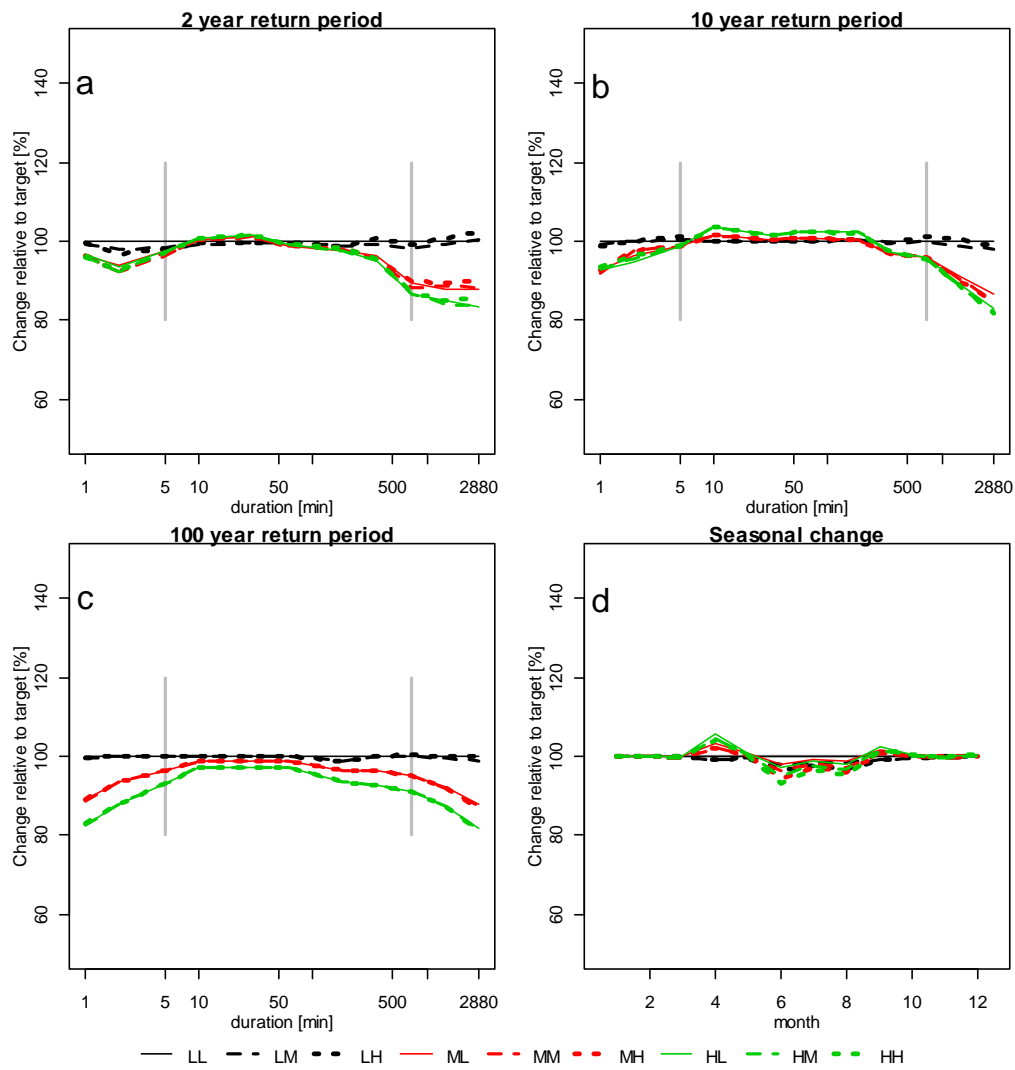 2 year return period
10 year return period
a
b
Change relative to target [%]
60 80 100 120 140
Change relative to target [%]
60 80 100 120 140
1 5 10 50 500 2880
duration [min]
1 5 10 50 500 2880
duration [min]
100 year return period
Seasonal change
c
d
Change relative to target [%]
60 80 100 120 140
Change relative to target [%]
60 80 100 120 140
1 5 10 50 500 2880
duration [min]
2 4 6 8 10 12
month
LL LM LH ML MM MH HL HM HH